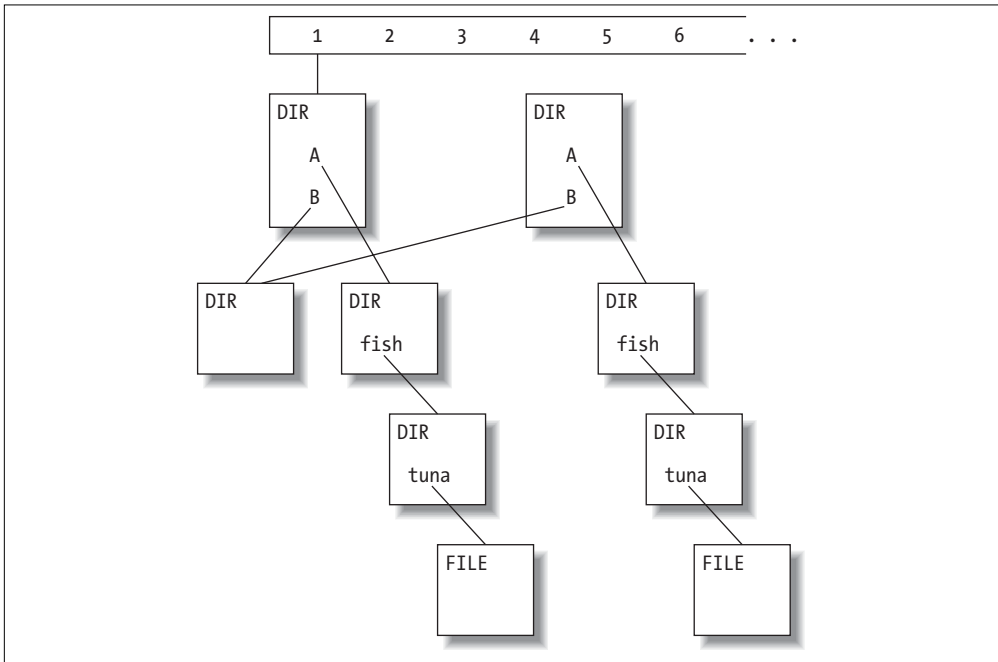 1 2 3 4 5 6 . . .
DIR DIR
A A
B B
DIR DIR DIR
fish fish
DIR DIR
tuna tuna
FILE FILE